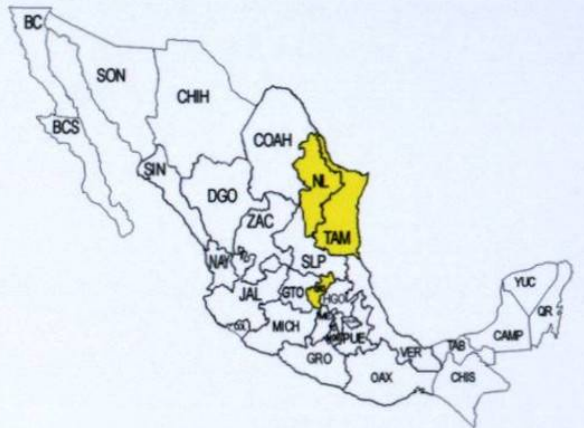 BC
SON
CHIH
BCS
COAH
SIN
NL
DGO
ZAC
TAM
NAY
SLP
JAL
GTO
HGO
YUC
QR
MICH
PUE
VER
TAB
CAMP
GRO
OAX
CHIS